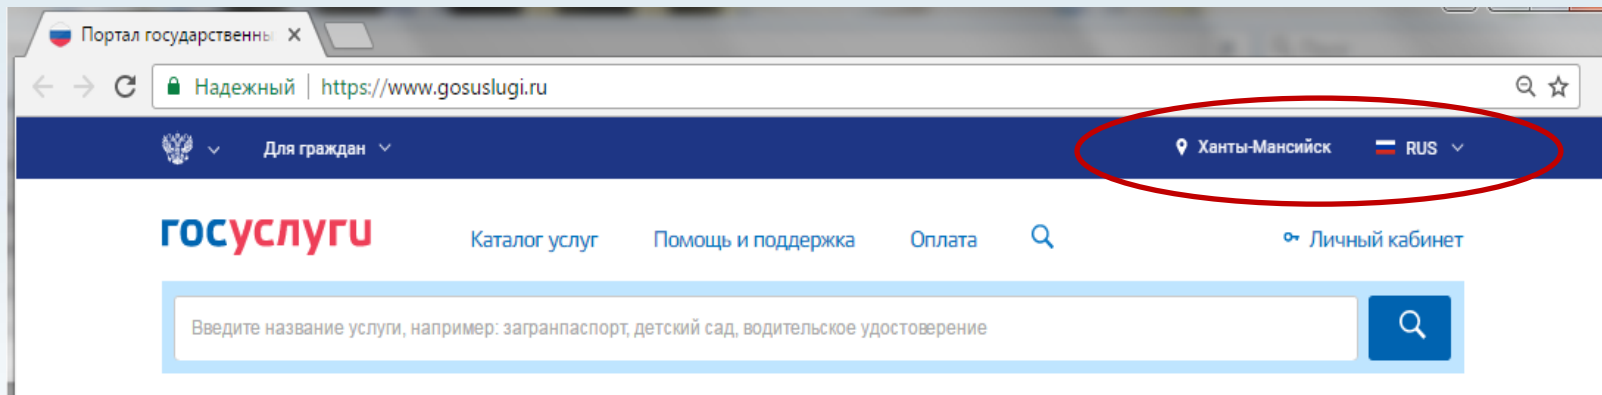 Портал государственны
Надежный https://www.gosuslugi.ru
Для граждан Ханты-Мансийск RUS
госуслуги Каталог услуг Помощь и поддержка Оплата Личный кабинет
Введите название услуги, например: загранпаспорт, детский сад, водительское удостоверение